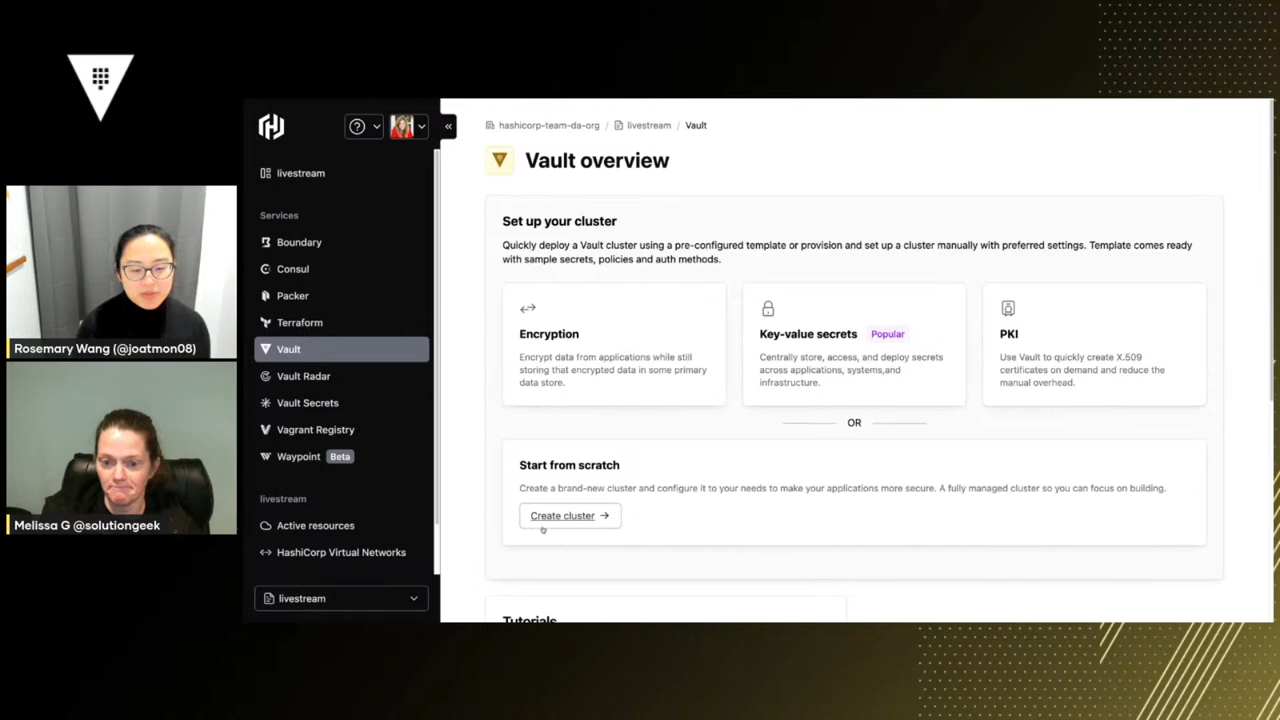 Rosemary Wang (@joatmon08)
Melissa G @solutiongeek
livestream
Services
Boundary
Consul
Packer
Terraform
Vault
Vault Radar
Vault Secrets
Vagrant Registry
Waypoint Beta
livestream
Active resources
HashiCorp Virtual Networks
livestream
hashicorp-team-da-org / livestream / Vault
Vault overview
Set up your cluster
Quickly deploy a Vault cluster using a pre-configured template or provision and set up a cluster manually with preferred settings. Template comes ready
with sample secrets, policies and auth methods.
Encryption
Encrypt data from applications while still
storing that encrypted data in some primary
data store.
Key-value secrets Popular
Centrally store, access, and deploy secrets
across applications, systems,and
infrastructure.
PKI
Use Vault to quickly create X.509
certificates on demand and reduce the
manual overhead.
OR
Start from scratch
Create a brand-new cluster and configure it to your needs to make your applications more secure. A fully managed cluster so you can focus on building.
Create cluster
Tutorials